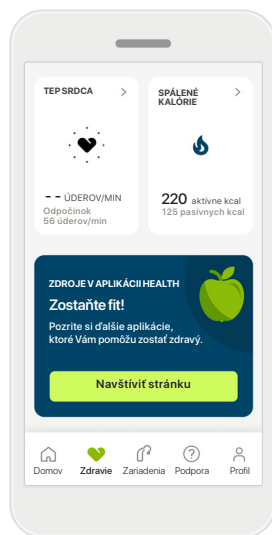 TEP SRDCA
-- ÚDEROV/MIN
Odpočinok
56 úderov/min
SPÁLENÉ
KALÓRIE
220 aktívne kcal
125 pasívnych kcal
ZDROJE V APLIKÁCII HEALTH
Zostaňte fit!
Pozrite si ďalšie aplikácie,
ktoré Vám pomôžu zostať zdravý.
Navštíviť stránku
Domov Zdravie Zariadenia Podpora Profil